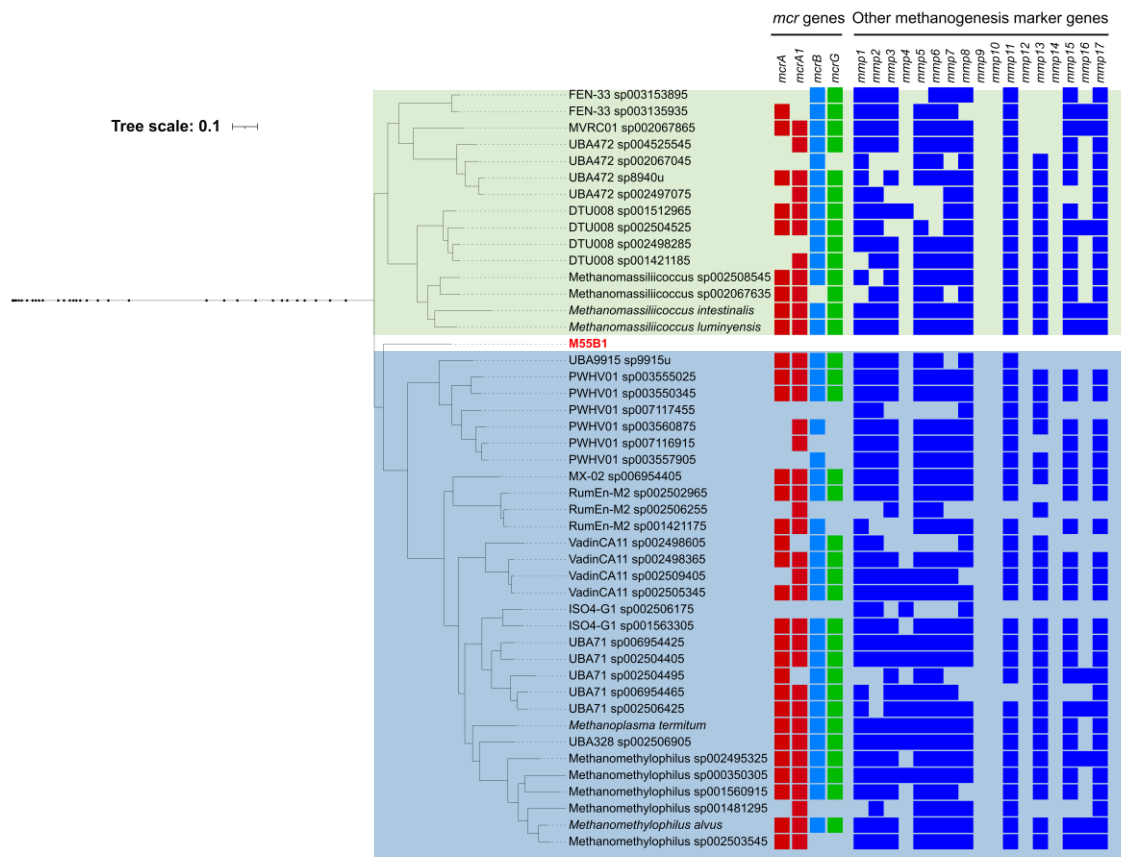 mcr genes Other methanogenesis marker genes
mcrA mcrA1 mcrB mcrG mmp1 mmp2 mmp3 mmp4 mmp5 mmp6 mmp7 mmp8 mmp9 mmp10 mmp11 mmp12 mmp13 mmp14 mmp15 mmp16 mmp17
Tree scale: 0.1
FEN-33 sp003153895
FEN-33 sp003135935
MVRC01 sp002067865
UBA472 sp004525545
UBA472 sp002067045
UBA472 sp8940u
UBA472 sp002497075
DTU008 sp001512965
DTU008 sp002504525
DTU008 sp002498285
DTU008 sp001421185
Methanomassiliicoccus sp002508545
Methanomassiliicoccus sp002067635
Methanomassiliicoccus intestinalis
Methanomassiliicoccus luminyensis
M55B1
UBA9915 sp9915u
PWHV01 sp003555025
PWHV01 sp003550345
PWHV01 sp007117455
PWHV01 sp003560875
PWHV01 sp007116915
PWHV01 sp003557905
MX-02 sp006954405
RumEn-M2 sp002502965
RumEn-M2 sp002506255
RumEn-M2 sp001421175
VadinCA11 sp002498605
VadinCA11 sp002498365
VadinCA11 sp002509405
VadinCA11 sp002505345
ISO4-G1 sp002506175
ISO4-G1 sp001563305
UBA71 sp006954425
UBA71 sp002504405
UBA71 sp002504495
UBA71 sp006954465
UBA71 sp002506425
Methanoplasma termitum
UBA328 sp002506905
Methanomethylophilus sp002495325
Methanomethylophilus sp000350305
Methanomethylophilus sp001560915
Methanomethylophilus sp001481295
Methanomethylophilus alvus
Methanomethylophilus sp002503545